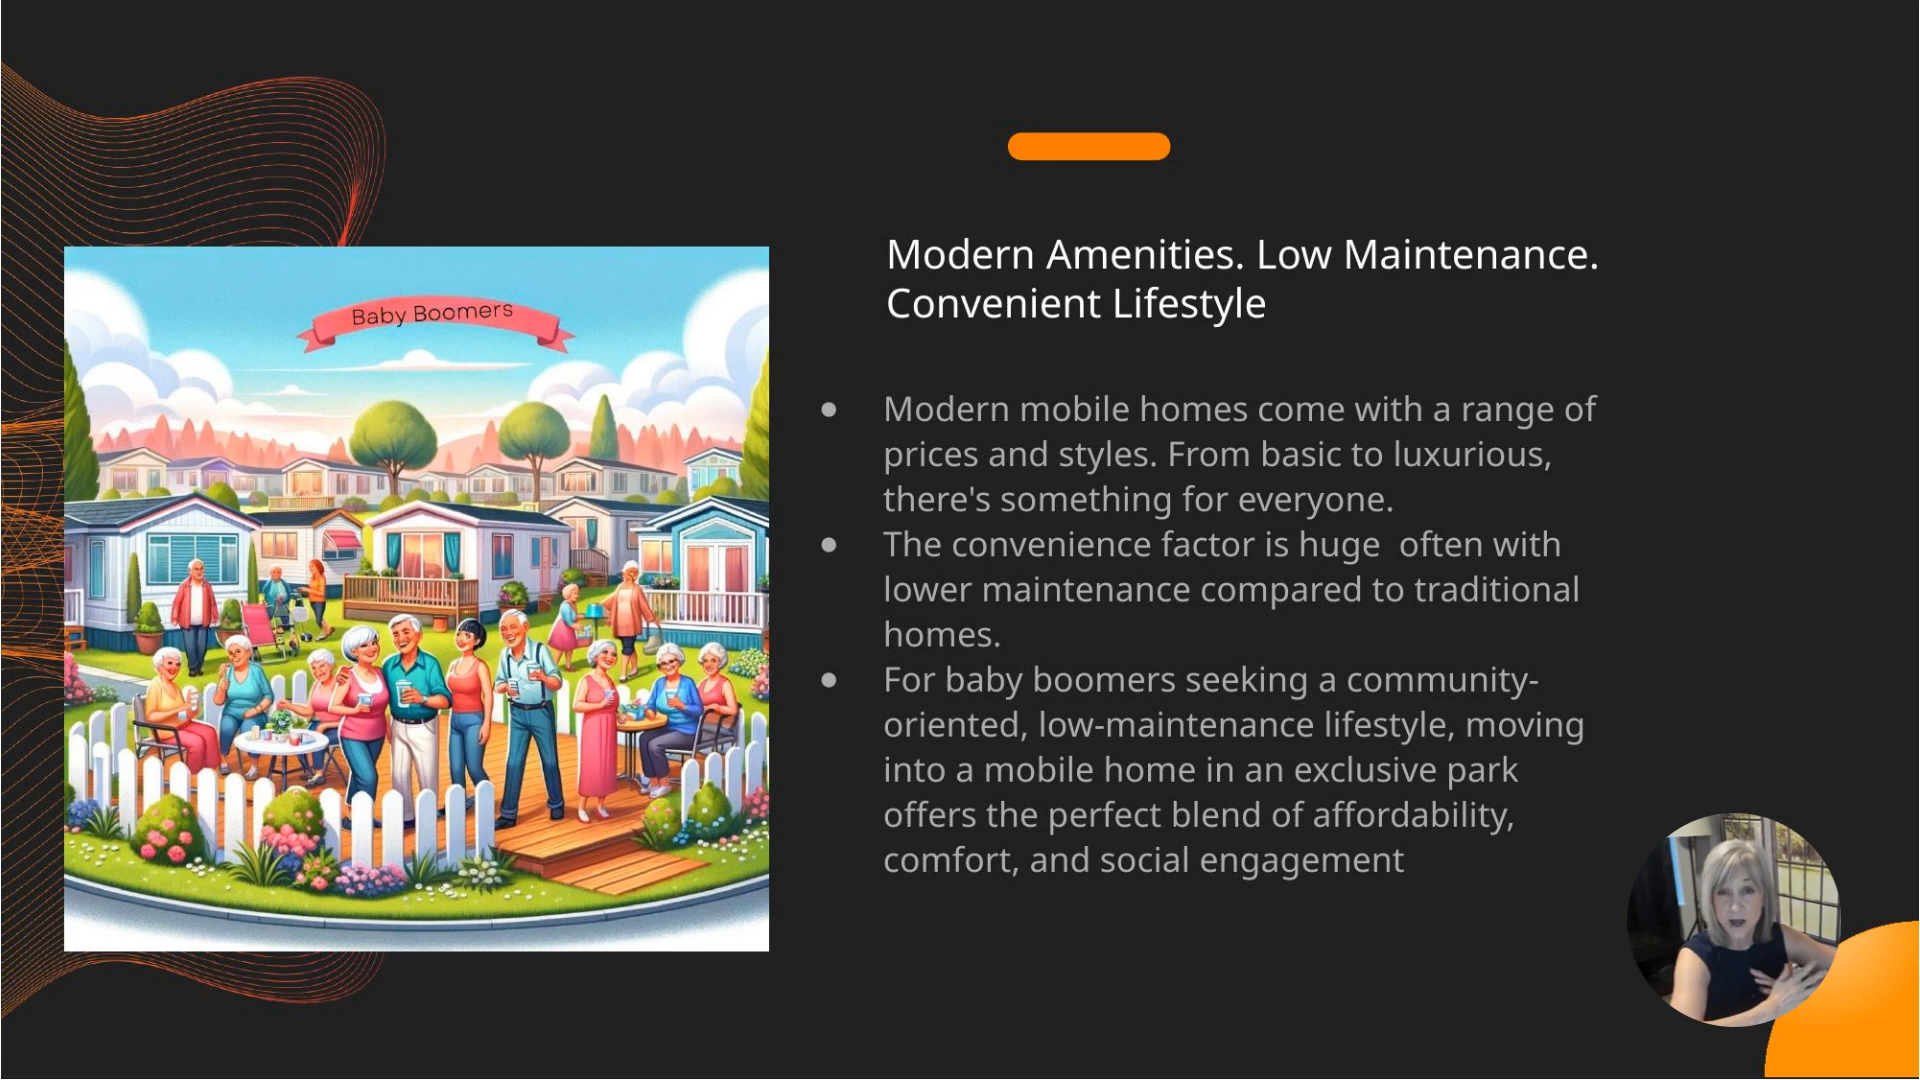 Baby Boomers
Modern Amenities. Low Maintenance.
Convenient Lifestyle
● Modern mobile homes come with a range of
prices and styles. From basic to luxurious,
there's something for everyone.
● The convenience factor is huge  often with
lower maintenance compared to traditional
homes.
● For baby boomers seeking a community-
oriented, low-maintenance lifestyle, moving
into a mobile home in an exclusive park
offers the perfect blend of affordability,
comfort, and social engagement